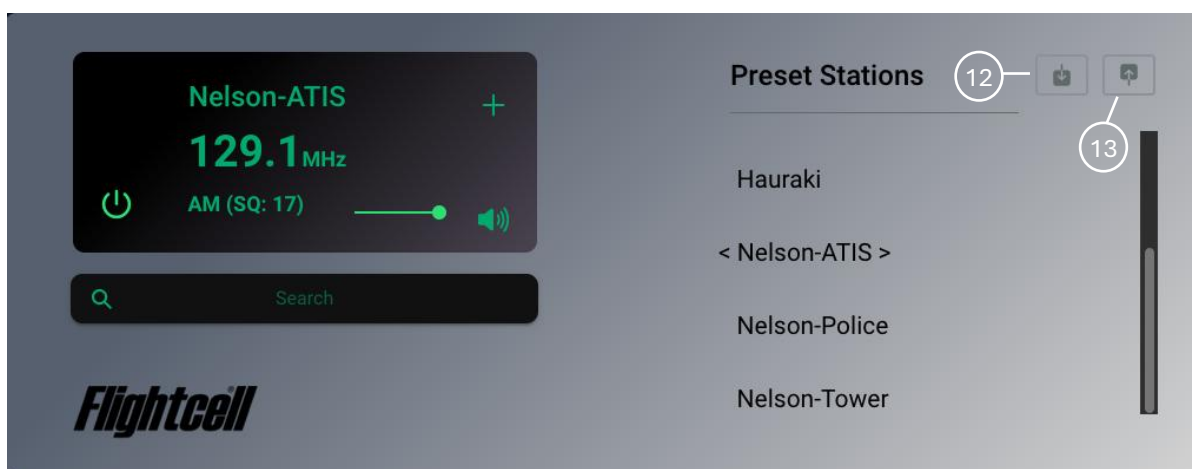 Nelson-ATIS
+
129.1MHz
AM (SQ: 17)
Search
Flightcell
Preset Stations
12
13
Hauraki
< Nelson-ATIS >
Nelson-Police
Nelson-Tower